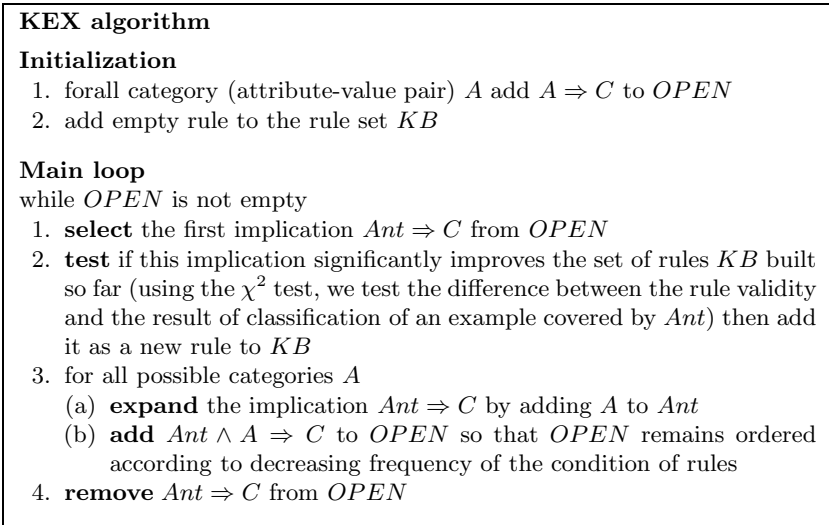 KEX algorithm
Initialization
1. forall category (attribute-value pair) A add A ⇒ C to OPEN
2. add empty rule to the rule set KB
Main loop
while OPEN is not empty
1. select the first implication Ant ⇒ C from OPEN
2. test if this implication significantly improves the set of rules KB built
so far (using the χ² test, we test the difference between the rule validity
and the result of classification of an example covered by Ant) then add
it as a new rule to KB
3. for all possible categories A
(a) expand the implication Ant ⇒ C by adding A to Ant
(b) add Ant ∧ A ⇒ C to OPEN so that OPEN remains ordered
according to decreasing frequency of the condition of rules
4. remove Ant ⇒ C from OPEN